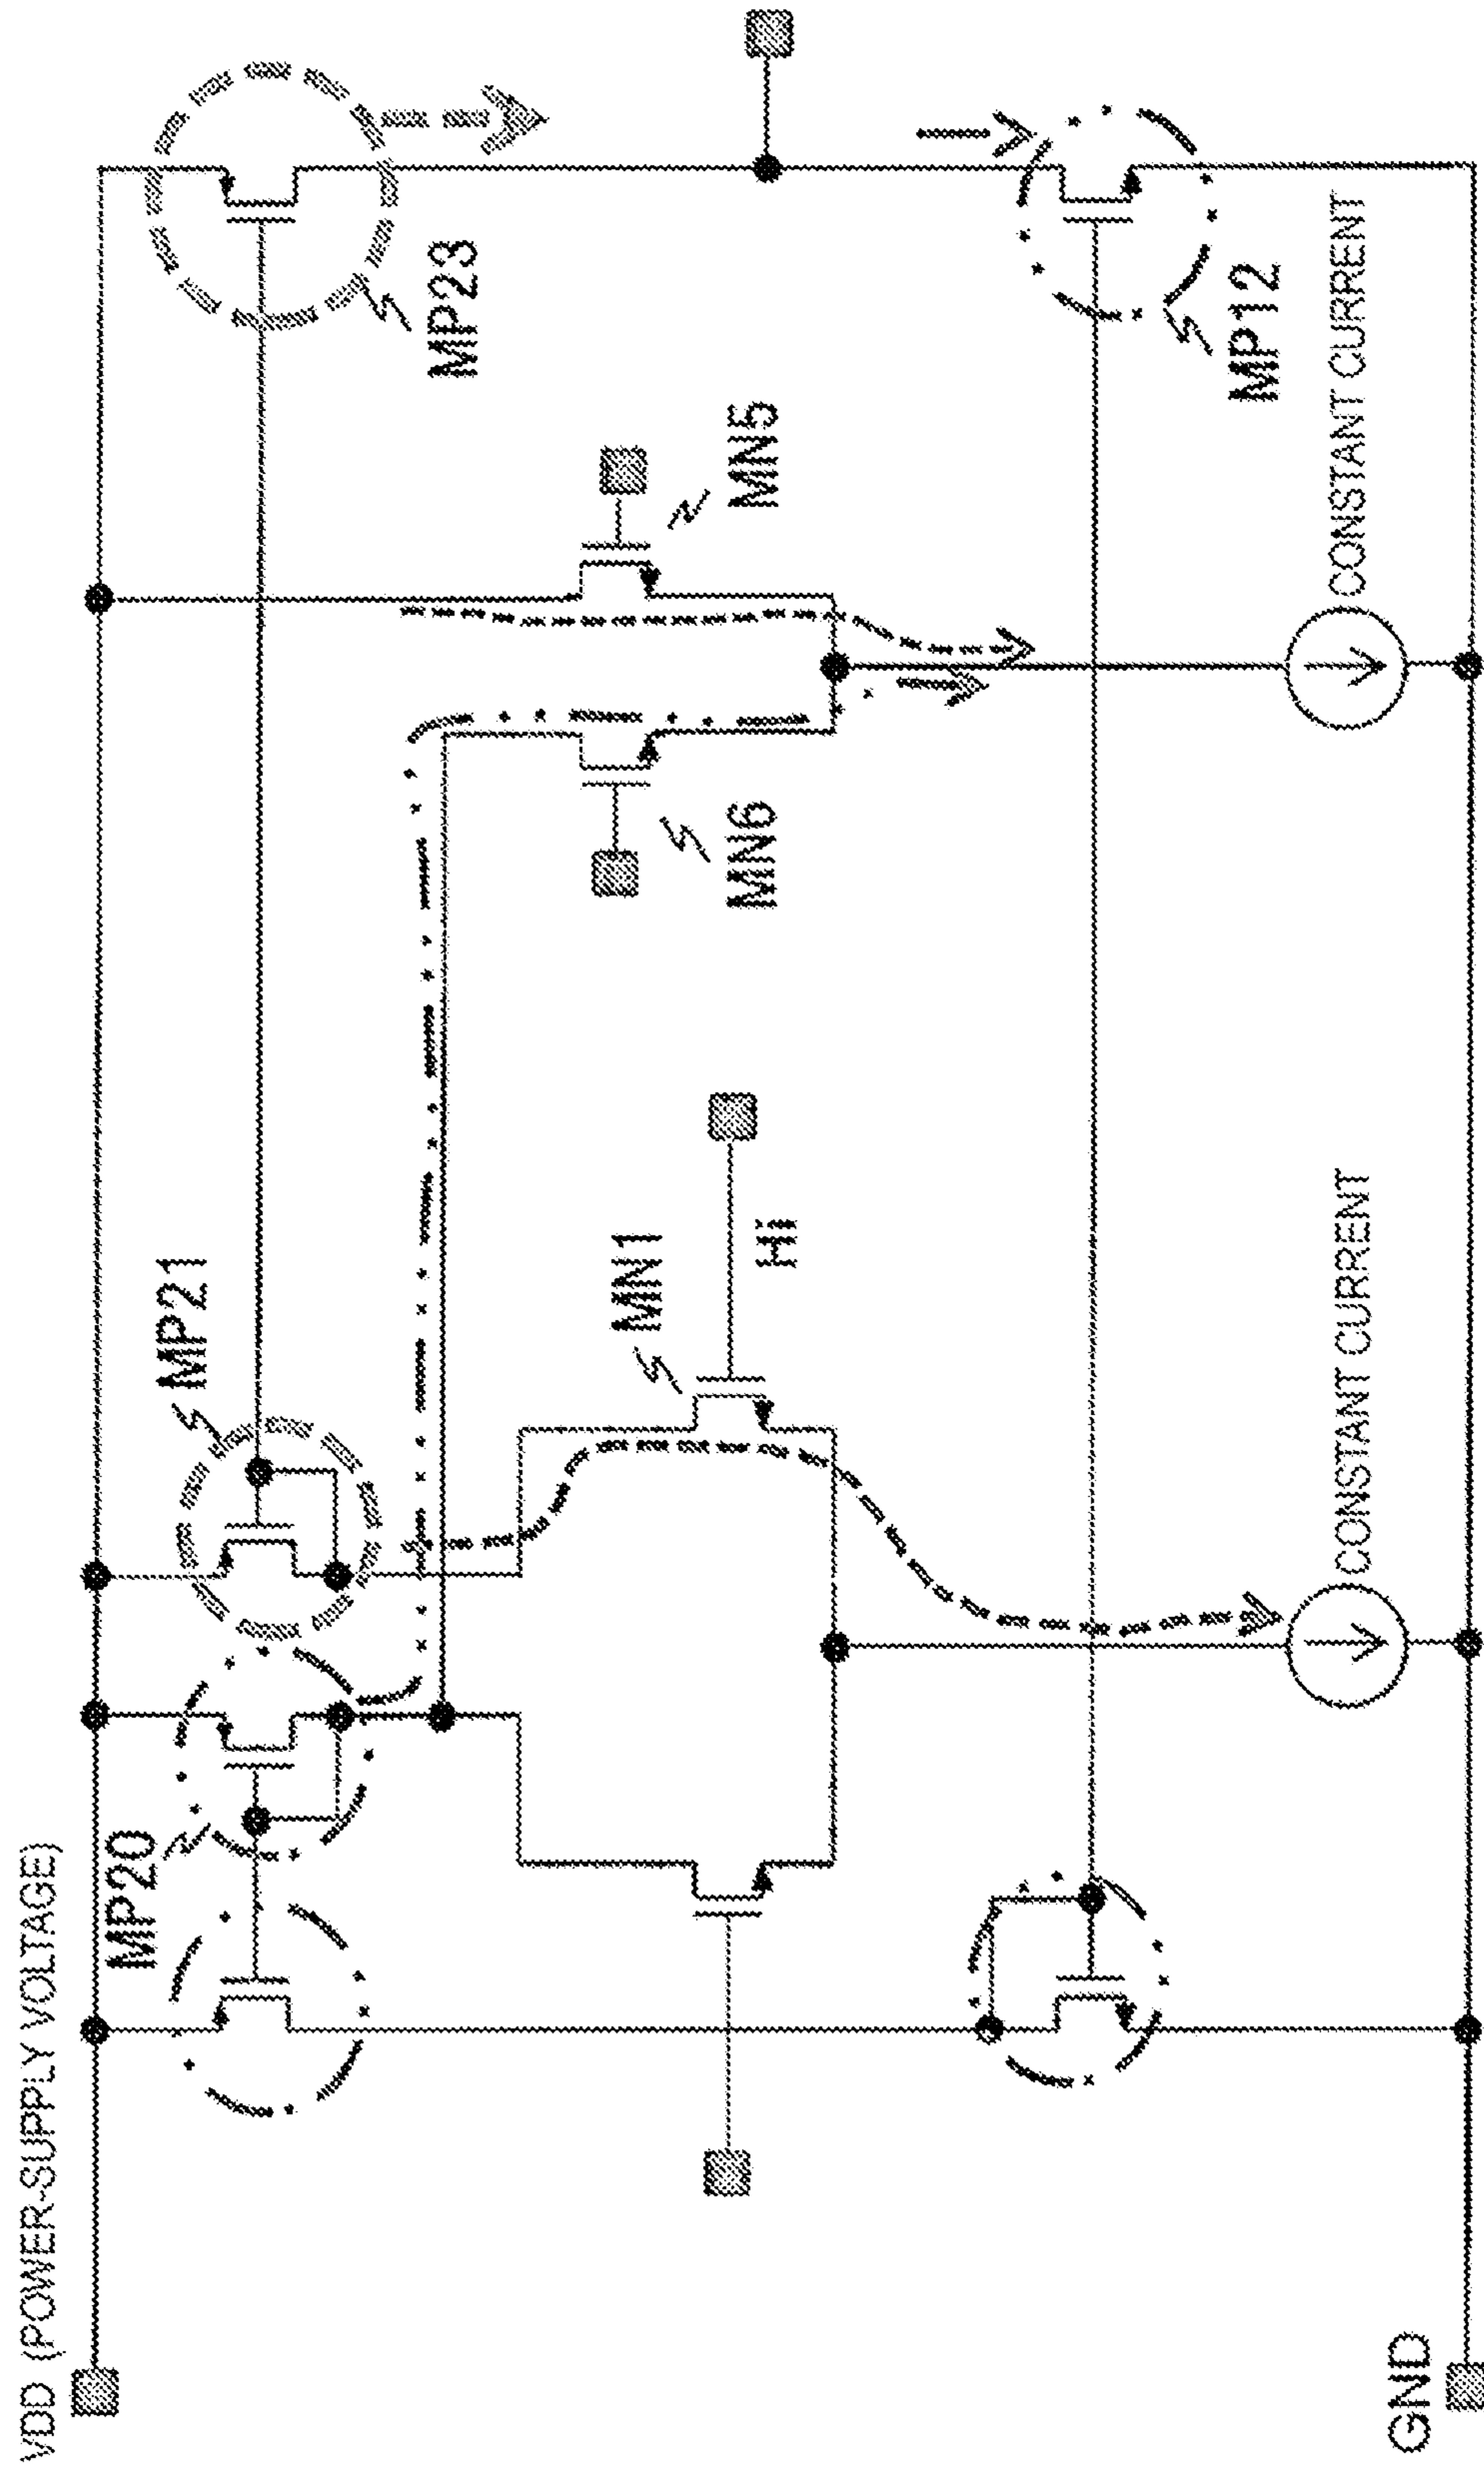 VDD (POWER-SUPPLY VOLTAGE)
MP20
MP21
MP23
MN1
Hi
MN6
MN5
MP12
CONSTANT CURRENT
CONSTANT CURRENT
GND